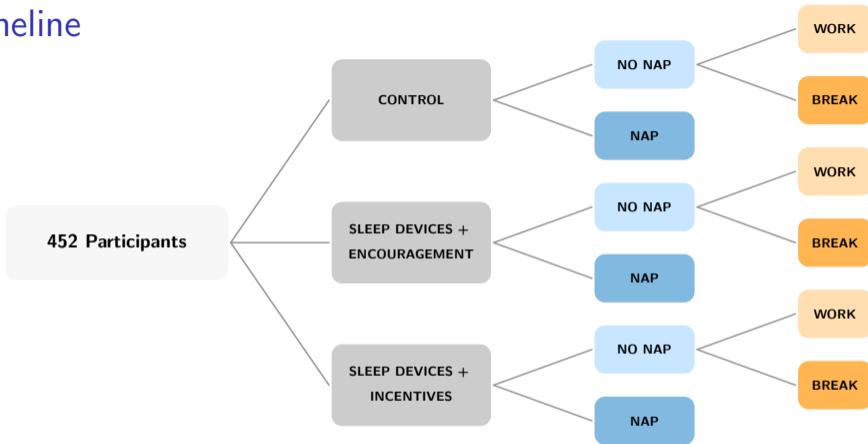 neline
452 Participants
CONTROL
NO NAP
WORK
BREAK
NAP
SLEEP DEVICES +
ENCOURAGEMENT
NO NAP
WORK
BREAK
NAP
SLEEP DEVICES +
INCENTIVES
NO NAP
WORK
BREAK
NAP